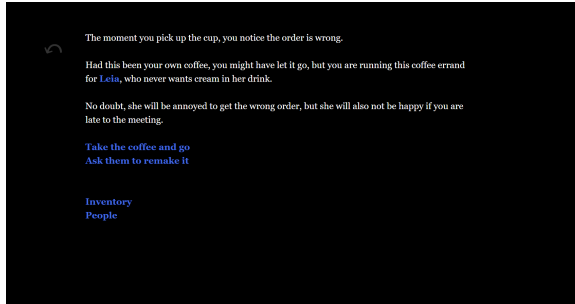 The moment you pick up the cup, you notice the order is wrong.
Had this been your own coffee, you might have let it go, but you are running this coffee errand
for Leia, who never wants cream in her drink.
No doubt, she will be annoyed to get the wrong order, but she will also not be happy if you are
late to the meeting.
Take the coffee and go
Ask them to remake it
Inventory
People